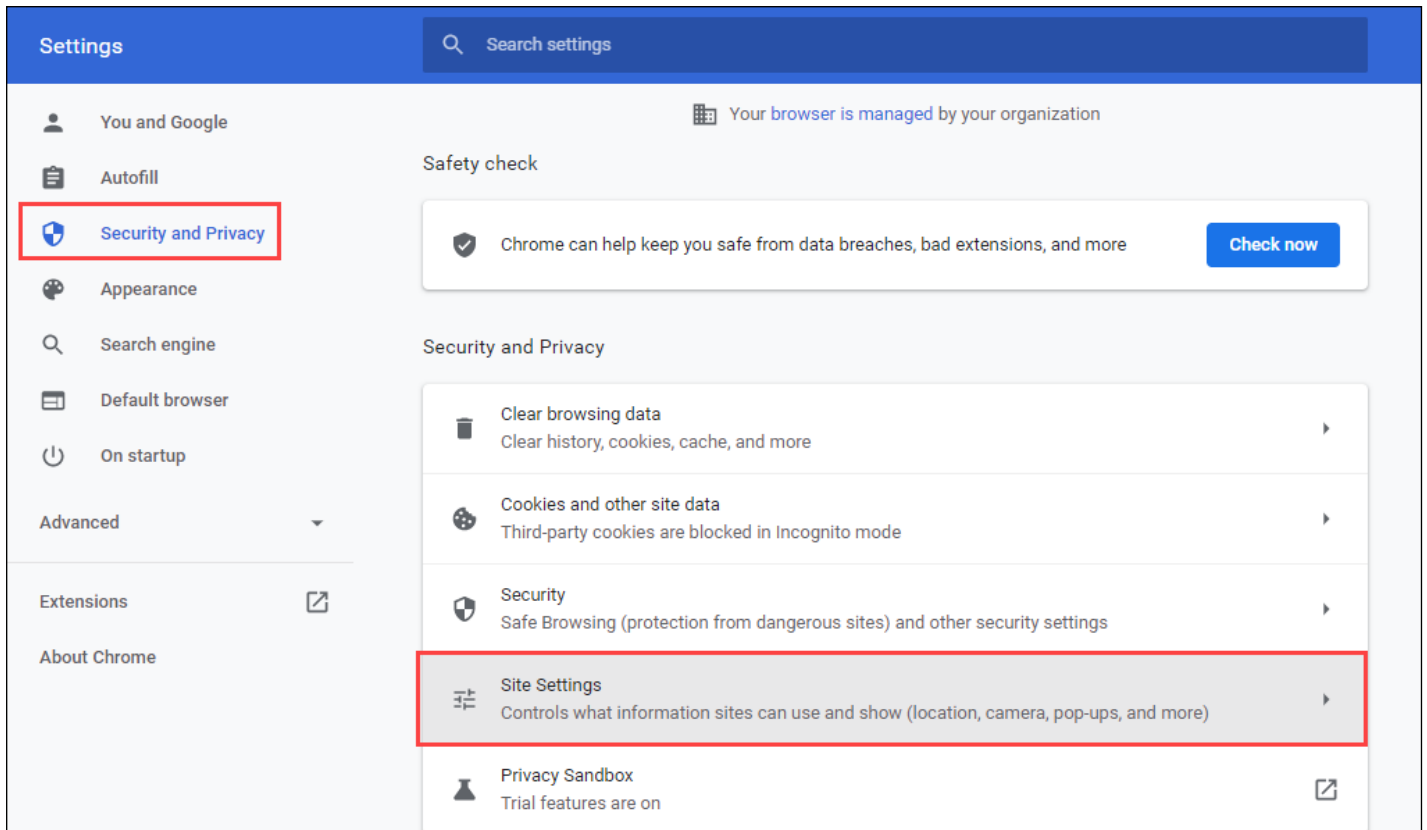 Settings
Search settings
You and Google
Autofill
Security and Privacy
Appearance
Search engine
Default browser
On startup
Advanced
Extensions
About Chrome
Your browser is managed by your organization
Safety check
Chrome can help keep you safe from data breaches, bad extensions, and more
Check now
Security and Privacy
Clear browsing data
Clear history, cookies, cache, and more
Cookies and other site data
Third-party cookies are blocked in Incognito mode
Security
Safe Browsing (protection from dangerous sites) and other security settings
Site Settings
Controls what information sites can use and show (location, camera, pop-ups, and more)
Privacy Sandbox
Trial features are on